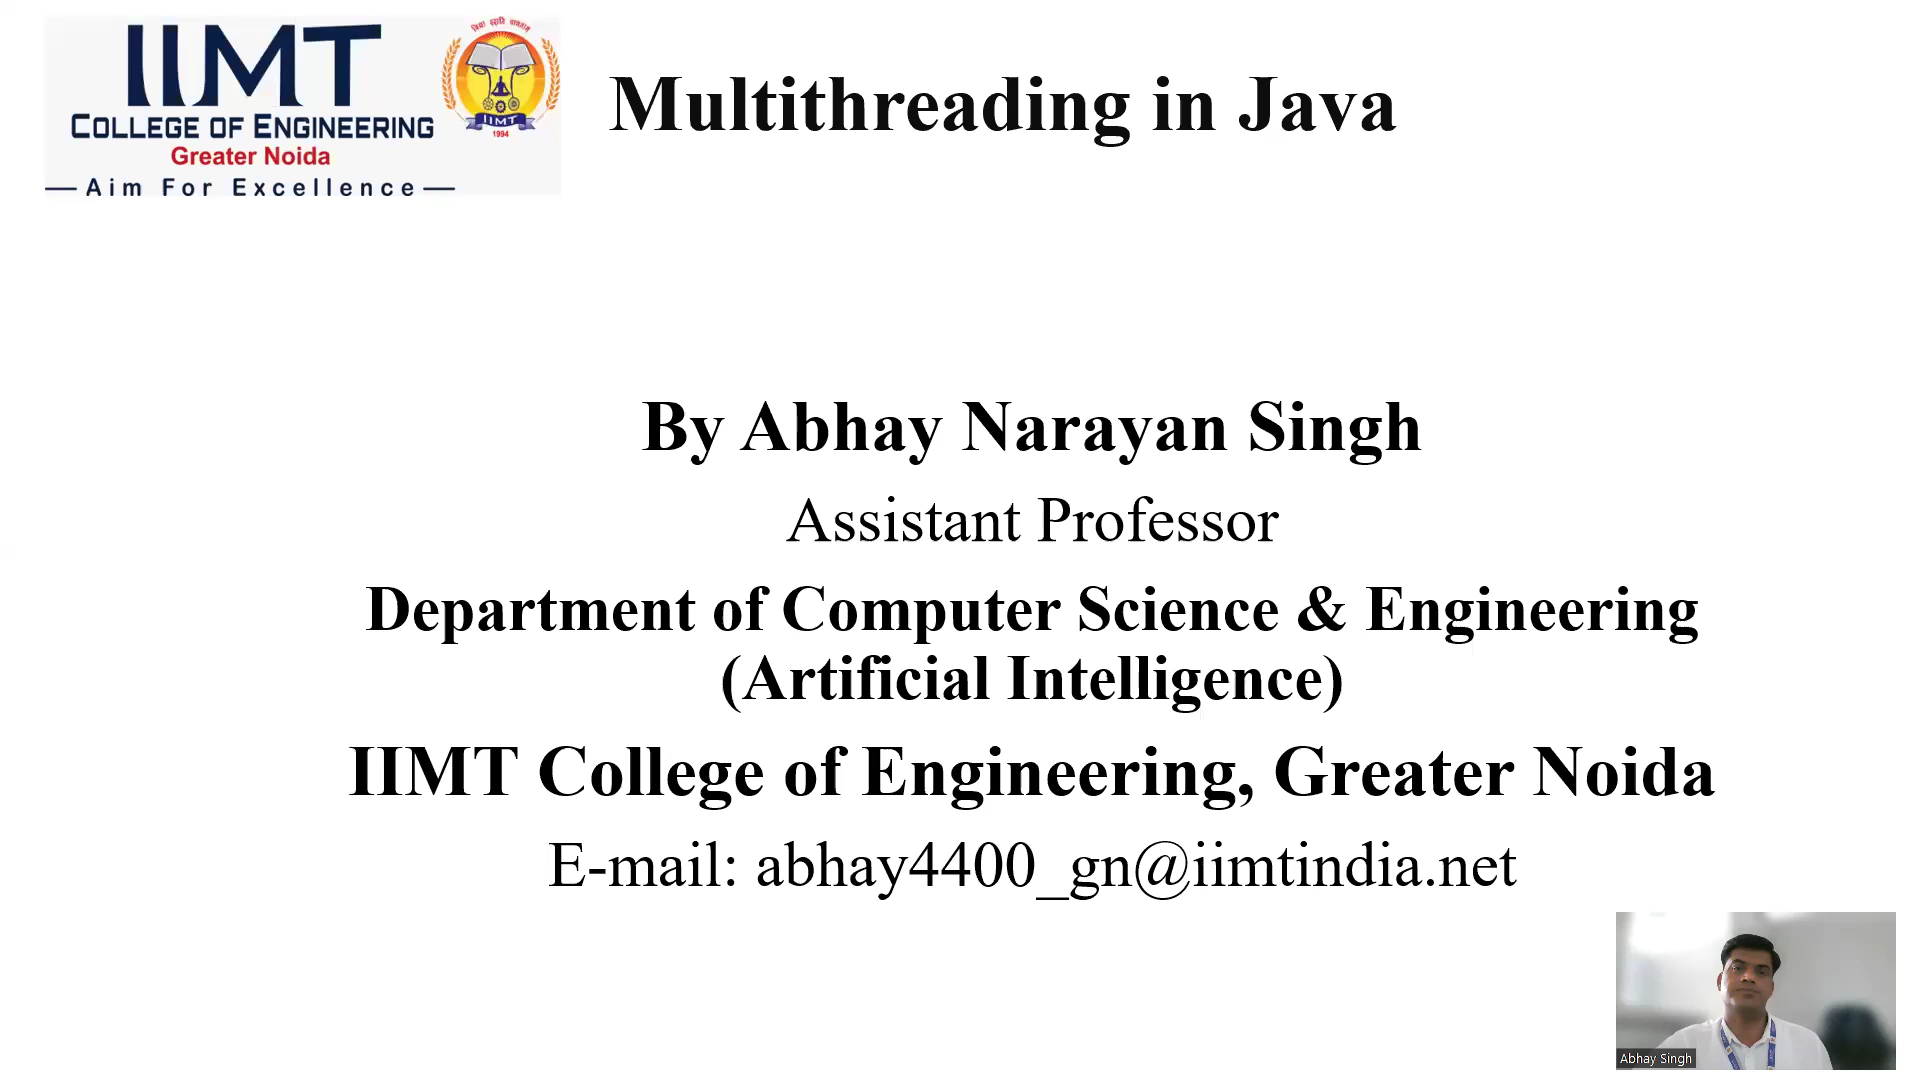 IIMT
COLLEGE OF ENGINEERING
Greater Noida
Aim For Excellence
विद्या ददाति
IIMT
1994
Multithreading in Java
By Abhay Narayan Singh
Assistant Professor
Department of Computer Science & Engineering
(Artificial Intelligence)
IIMT College of Engineering, Greater Noida
E-mail: abhay4400_gn@iimtindia.net
Abhay Singh